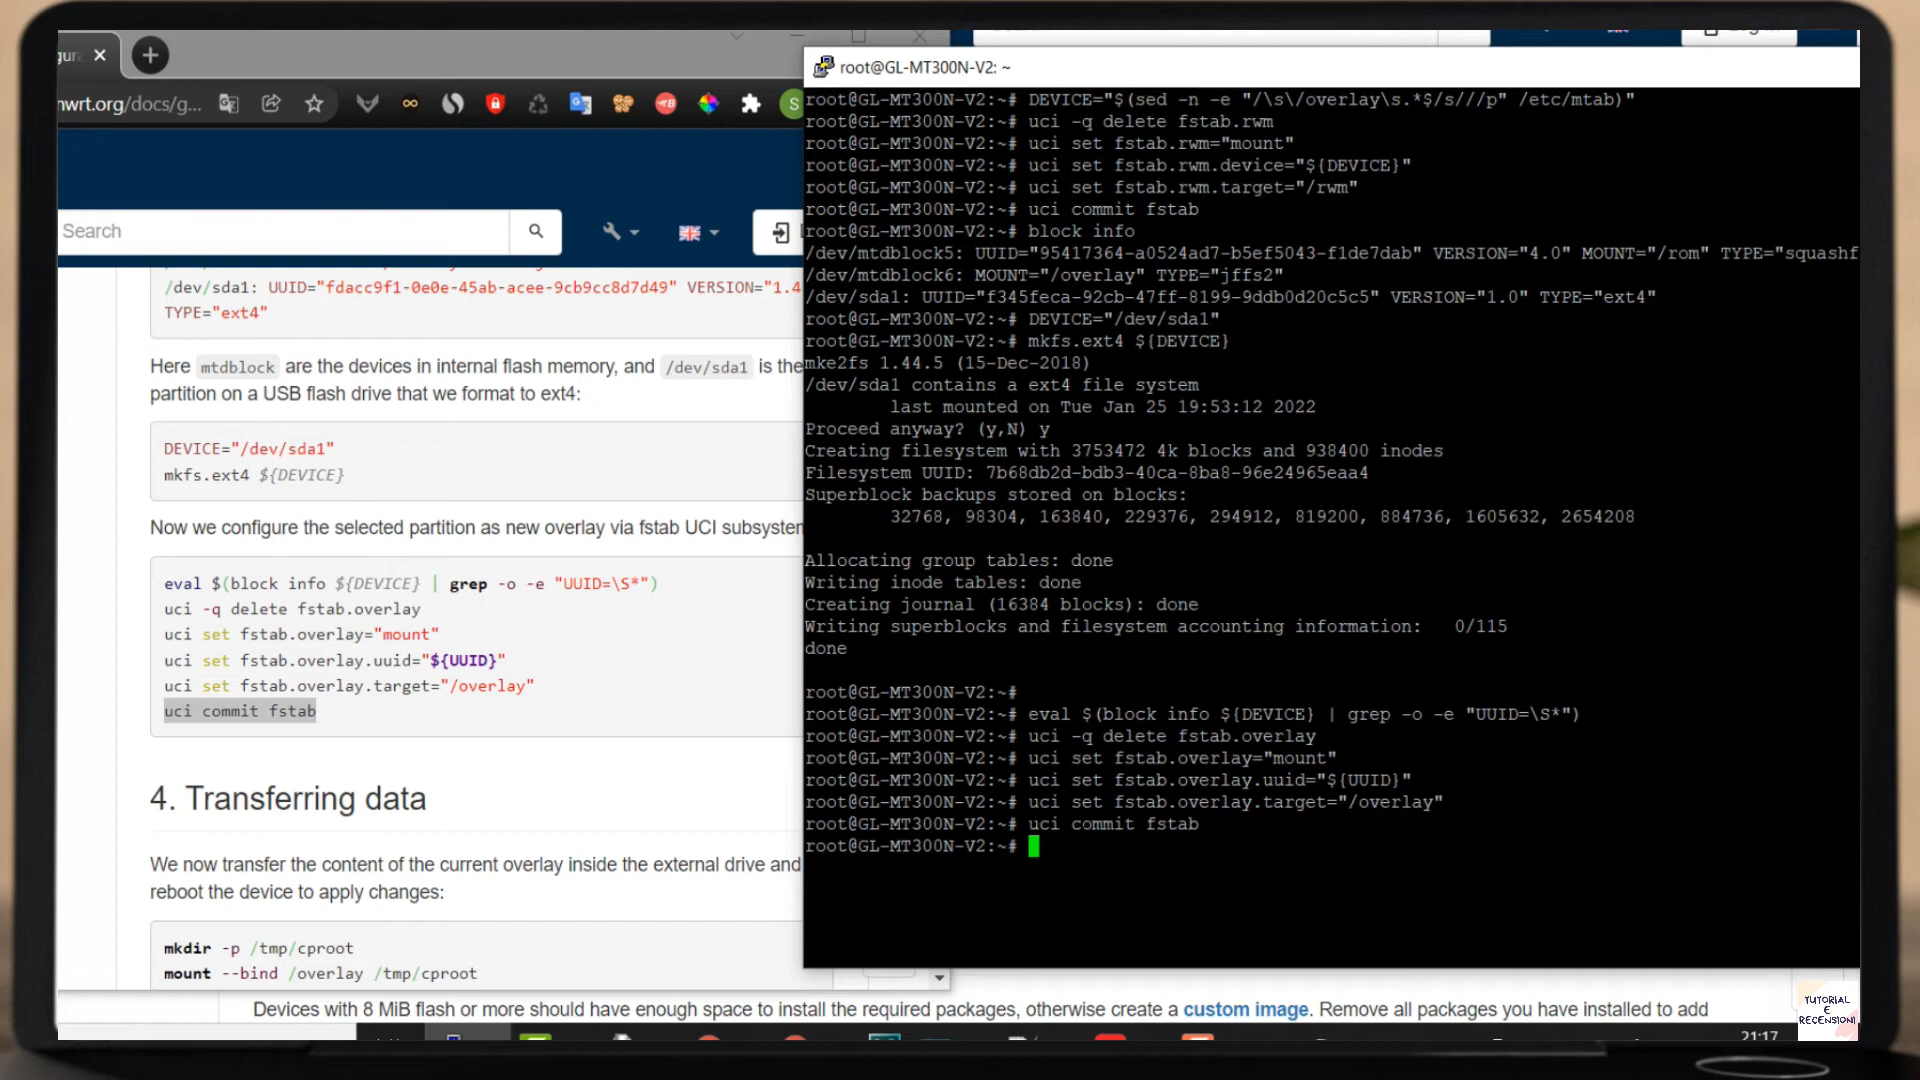 nwrt.org/docs/g...
Search
/dev/sda1: UUID="fdacc9f1-0e0e-45ab-acee-9cb9cc8d7d49" VERSION="1.4
TYPE="ext4"
Here mtdblock are the devices in internal flash memory, and /dev/sda1 is the
partition on a USB flash drive that we format to ext4:
DEVICE="/dev/sda1"
mkfs.ext4 ${DEVICE}
Now we configure the selected partition as new overlay via fstab UCI subsystem
eval $(block info ${DEVICE} | grep -o -e "UUID=\S*")
uci -q delete fstab.overlay
uci set fstab.overlay="mount"
uci set fstab.overlay.uuid="${UUID}"
uci set fstab.overlay.target="/overlay"
uci commit fstab
4. Transferring data
We now transfer the content of the current overlay inside the external drive and
reboot the device to apply changes:
mkdir -p /tmp/cproot
mount --bind /overlay /tmp/cproot
Devices with 8 MiB flash or more should have enough space to install the required packages, otherwise create a custom image. Remove all packages you have installed to add
root@GL-MT300N-V2: ~
root@GL-MT300N-V2:~# DEVICE="$(sed -n -e "/\s\/overlay\s.*$/s///p" /etc/mtab)"
root@GL-MT300N-V2:~# uci -q delete fstab.rwm
root@GL-MT300N-V2:~# uci set fstab.rwm="mount"
root@GL-MT300N-V2:~# uci set fstab.rwm.device="${DEVICE}"
root@GL-MT300N-V2:~# uci set fstab.rwm.target="/rwm"
root@GL-MT300N-V2:~# uci commit fstab
root@GL-MT300N-V2:~# block info
/dev/mtdblock5: UUID="95417364-a0524ad7-b5ef5043-f1de7dab" VERSION="4.0" MOUNT="/rom" TYPE="squashf
/dev/mtdblock6: MOUNT="/overlay" TYPE="jffs2"
/dev/sda1: UUID="f345feca-92cb-47ff-8199-9ddb0d20c5c5" VERSION="1.0" TYPE="ext4"
root@GL-MT300N-V2:~# DEVICE="/dev/sda1"
root@GL-MT300N-V2:~# mkfs.ext4 ${DEVICE}
mke2fs 1.44.5 (15-Dec-2018)
/dev/sda1 contains a ext4 file system
last mounted on Tue Jan 25 19:53:12 2022
Proceed anyway? (y,N) y
Creating filesystem with 3753472 4k blocks and 938400 inodes
Filesystem UUID: 7b68db2d-bdb3-40ca-8ba8-96e24965eaa4
Superblock backups stored on blocks:
32768, 98304, 163840, 229376, 294912, 819200, 884736, 1605632, 2654208
Allocating group tables: done
Writing inode tables: done
Creating journal (16384 blocks): done
Writing superblocks and filesystem accounting information: 0/115
done
root@GL-MT300N-V2:~#
root@GL-MT300N-V2:~# eval $(block info ${DEVICE} | grep -o -e "UUID=\S*")
root@GL-MT300N-V2:~# uci -q delete fstab.overlay
root@GL-MT300N-V2:~# uci set fstab.overlay="mount"
root@GL-MT300N-V2:~# uci set fstab.overlay.uuid="${UUID}"
root@GL-MT300N-V2:~# uci set fstab.overlay.target="/overlay"
root@GL-MT300N-V2:~# uci commit fstab
root@GL-MT300N-V2:~#
21:17
TUTORIAL
E
RECENSIONI